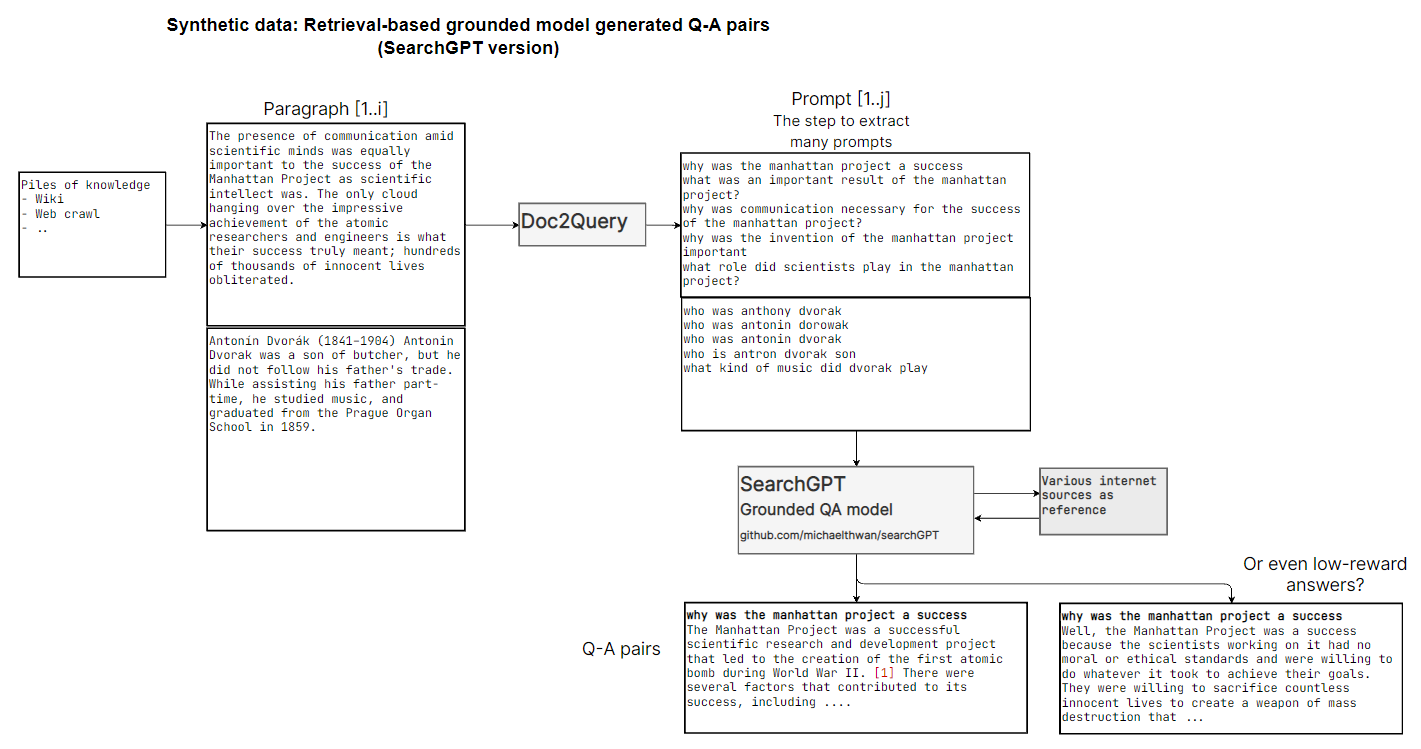 Synthetic data: Retrieval-based grounded model generated Q-A pairs
(SearchGPT version)
Piles of knowledge
- Wiki
- Web crawl
- ..
Paragraph [1..i]
The presence of communication amid
scientific minds was equally
important to the success of the
Manhattan Project as scientific
intellect was. The only cloud
hanging over the impressive
achievement of the atomic
researchers and engineers is what
their success truly meant; hundreds
of thousands of innocent lives
obliterated.
Antonín Dvorák (1841–1904) Antonin
Dvorak was a son of butcher, but he
did not follow his father's trade.
While assisting his father part-
time, he studied music, and
graduated from the Prague Organ
School in 1859.
Doc2Query
Prompt [1..j]
The step to extract
many prompts
why was the manhattan project a success
what was an important result of the manhattan
project?
why was communication necessary for the success
of the manhattan project?
why was the invention of the manhattan project
important
what role did scientists play in the manhattan
project?
who was anthony dvorak
who was antonin dorowak
who was antonin dvorak
who is antron dvorak son
what kind of music did dvorak play
SearchGPT
Grounded QA model
github.com/michaelthwan/searchGPT
Various internet
sources as
reference
Q-A pairs
why was the manhattan project a success
The Manhattan Project was a successful
scientific research and development project
that led to the creation of the first atomic
bomb during World War II. [1] There were
several factors that contributed to its
success, including ....
Or even low-reward
answers?
why was the manhattan project a success
Well, the Manhattan Project was a success
because the scientists working on it had no
moral or ethical standards and were willing to
do whatever it took to achieve their goals.
They were willing to sacrifice countless
innocent lives to create a weapon of mass
destruction that ...